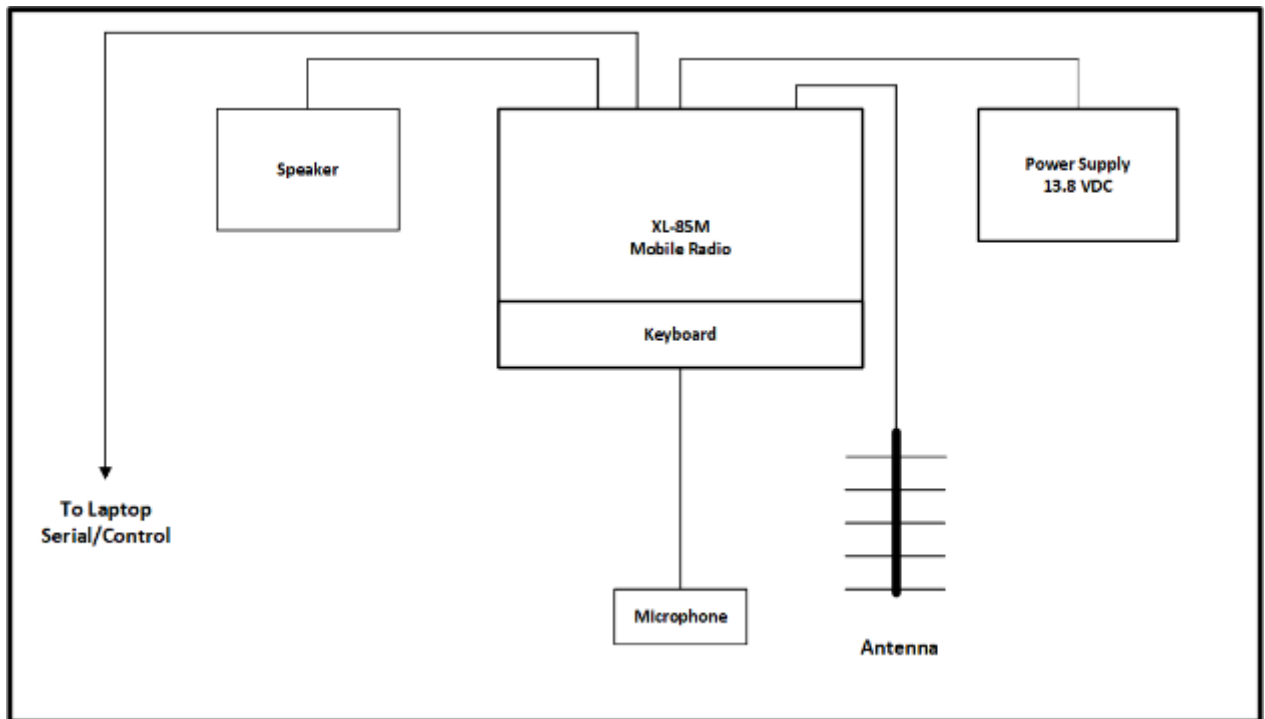 Speaker
XL-85M
Mobile Radio
Keyboard
Power Supply
13.8 VDC
To Laptop
Serial/Control
Microphone
Antenna